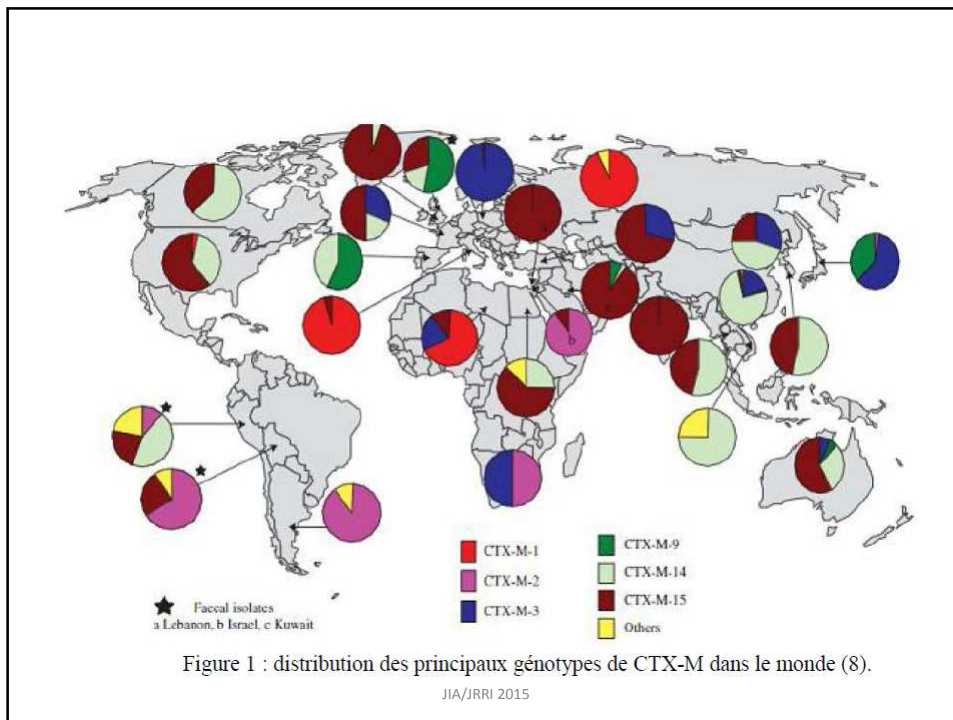 b
CTX-M-1
CTX-M-2
CTX-M-3
CTX-M-9
CTX-M-14
CTX-M-15
Others
Faecal isolates
a Lebanon, b Israel, c Kuwait
Figure 1 : distribution des principaux génotypes de CTX-M dans le monde (8).
JIA/JRRI 2015